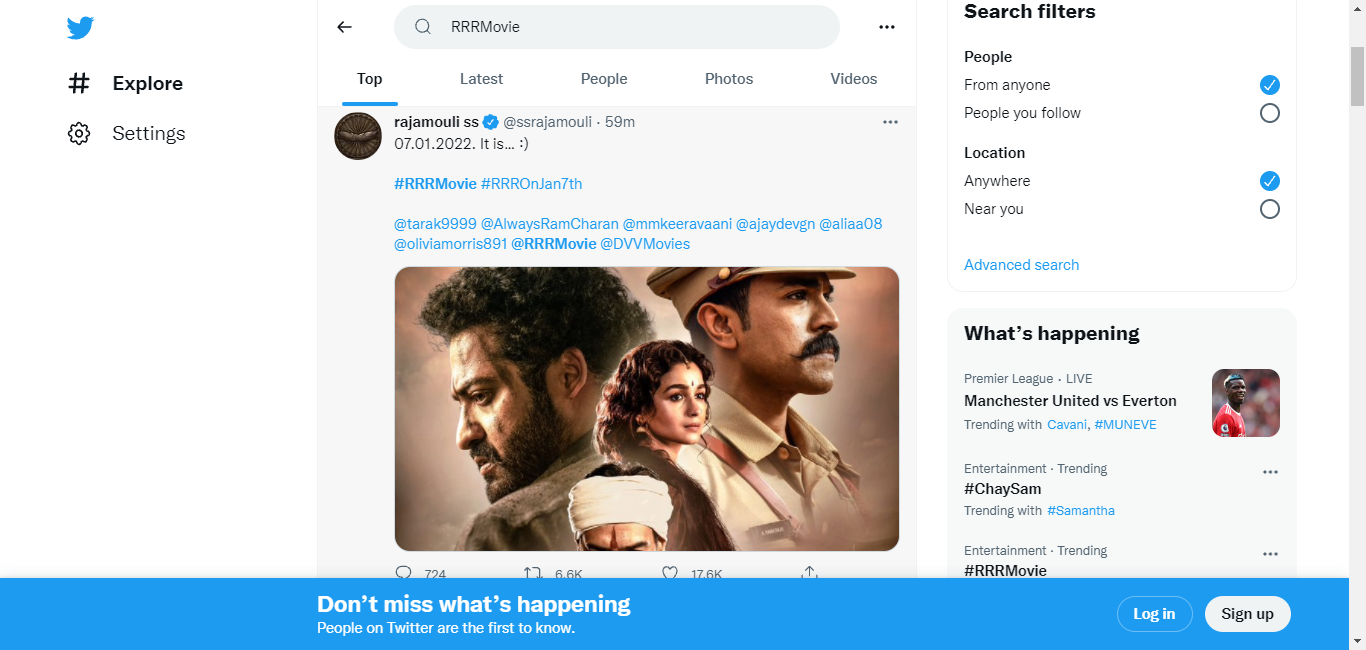 Explore
Settings
RRRMovie
Top
Latest
People
Photos
Videos
rajamouli ss @ssrajamouli · 59m
07.01.2022. It is... :)
#RRRMovie #RRROnJan7th
@tarak9999 @AlwaysRamCharan @mmkeeravaani @ajaydevgn @aliaa08
@oliviamorris891 @RRRMovie @DVVMovies
724
6.6K
17.6K
Search filters
People
From anyone
People you follow
Location
Anywhere
Near you
Advanced search
What's happening
Premier League · LIVE
Manchester United vs Everton
Trending with Cavani, #MUNEVE
Entertainment · Trending
#ChaySam
Trending with #Samantha
Entertainment · Trending
#RRRMovie
Don't miss what's happening
People on Twitter are the first to know.
Log in
Sign up